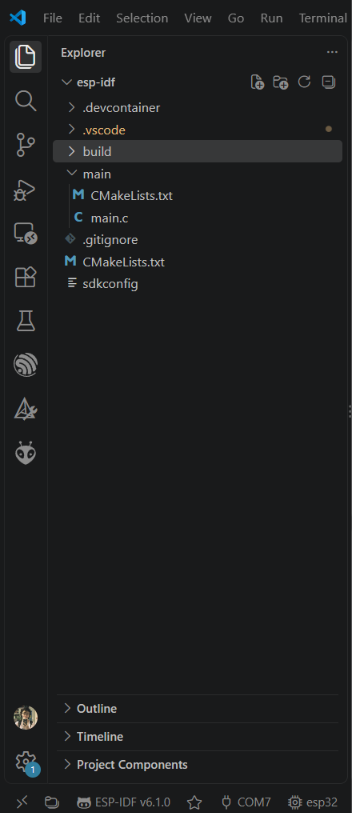 File Edit Selection View Go Run Terminal
Explorer
esp-idf
.devcontainer
.vscode
build
main
M CMakeLists.txt
C main.c
.gitignore
M CMakeLists.txt
sdkconfig
Outline
Timeline
1
Project Components
ESP-IDF v6.1.0 COM7 esp32